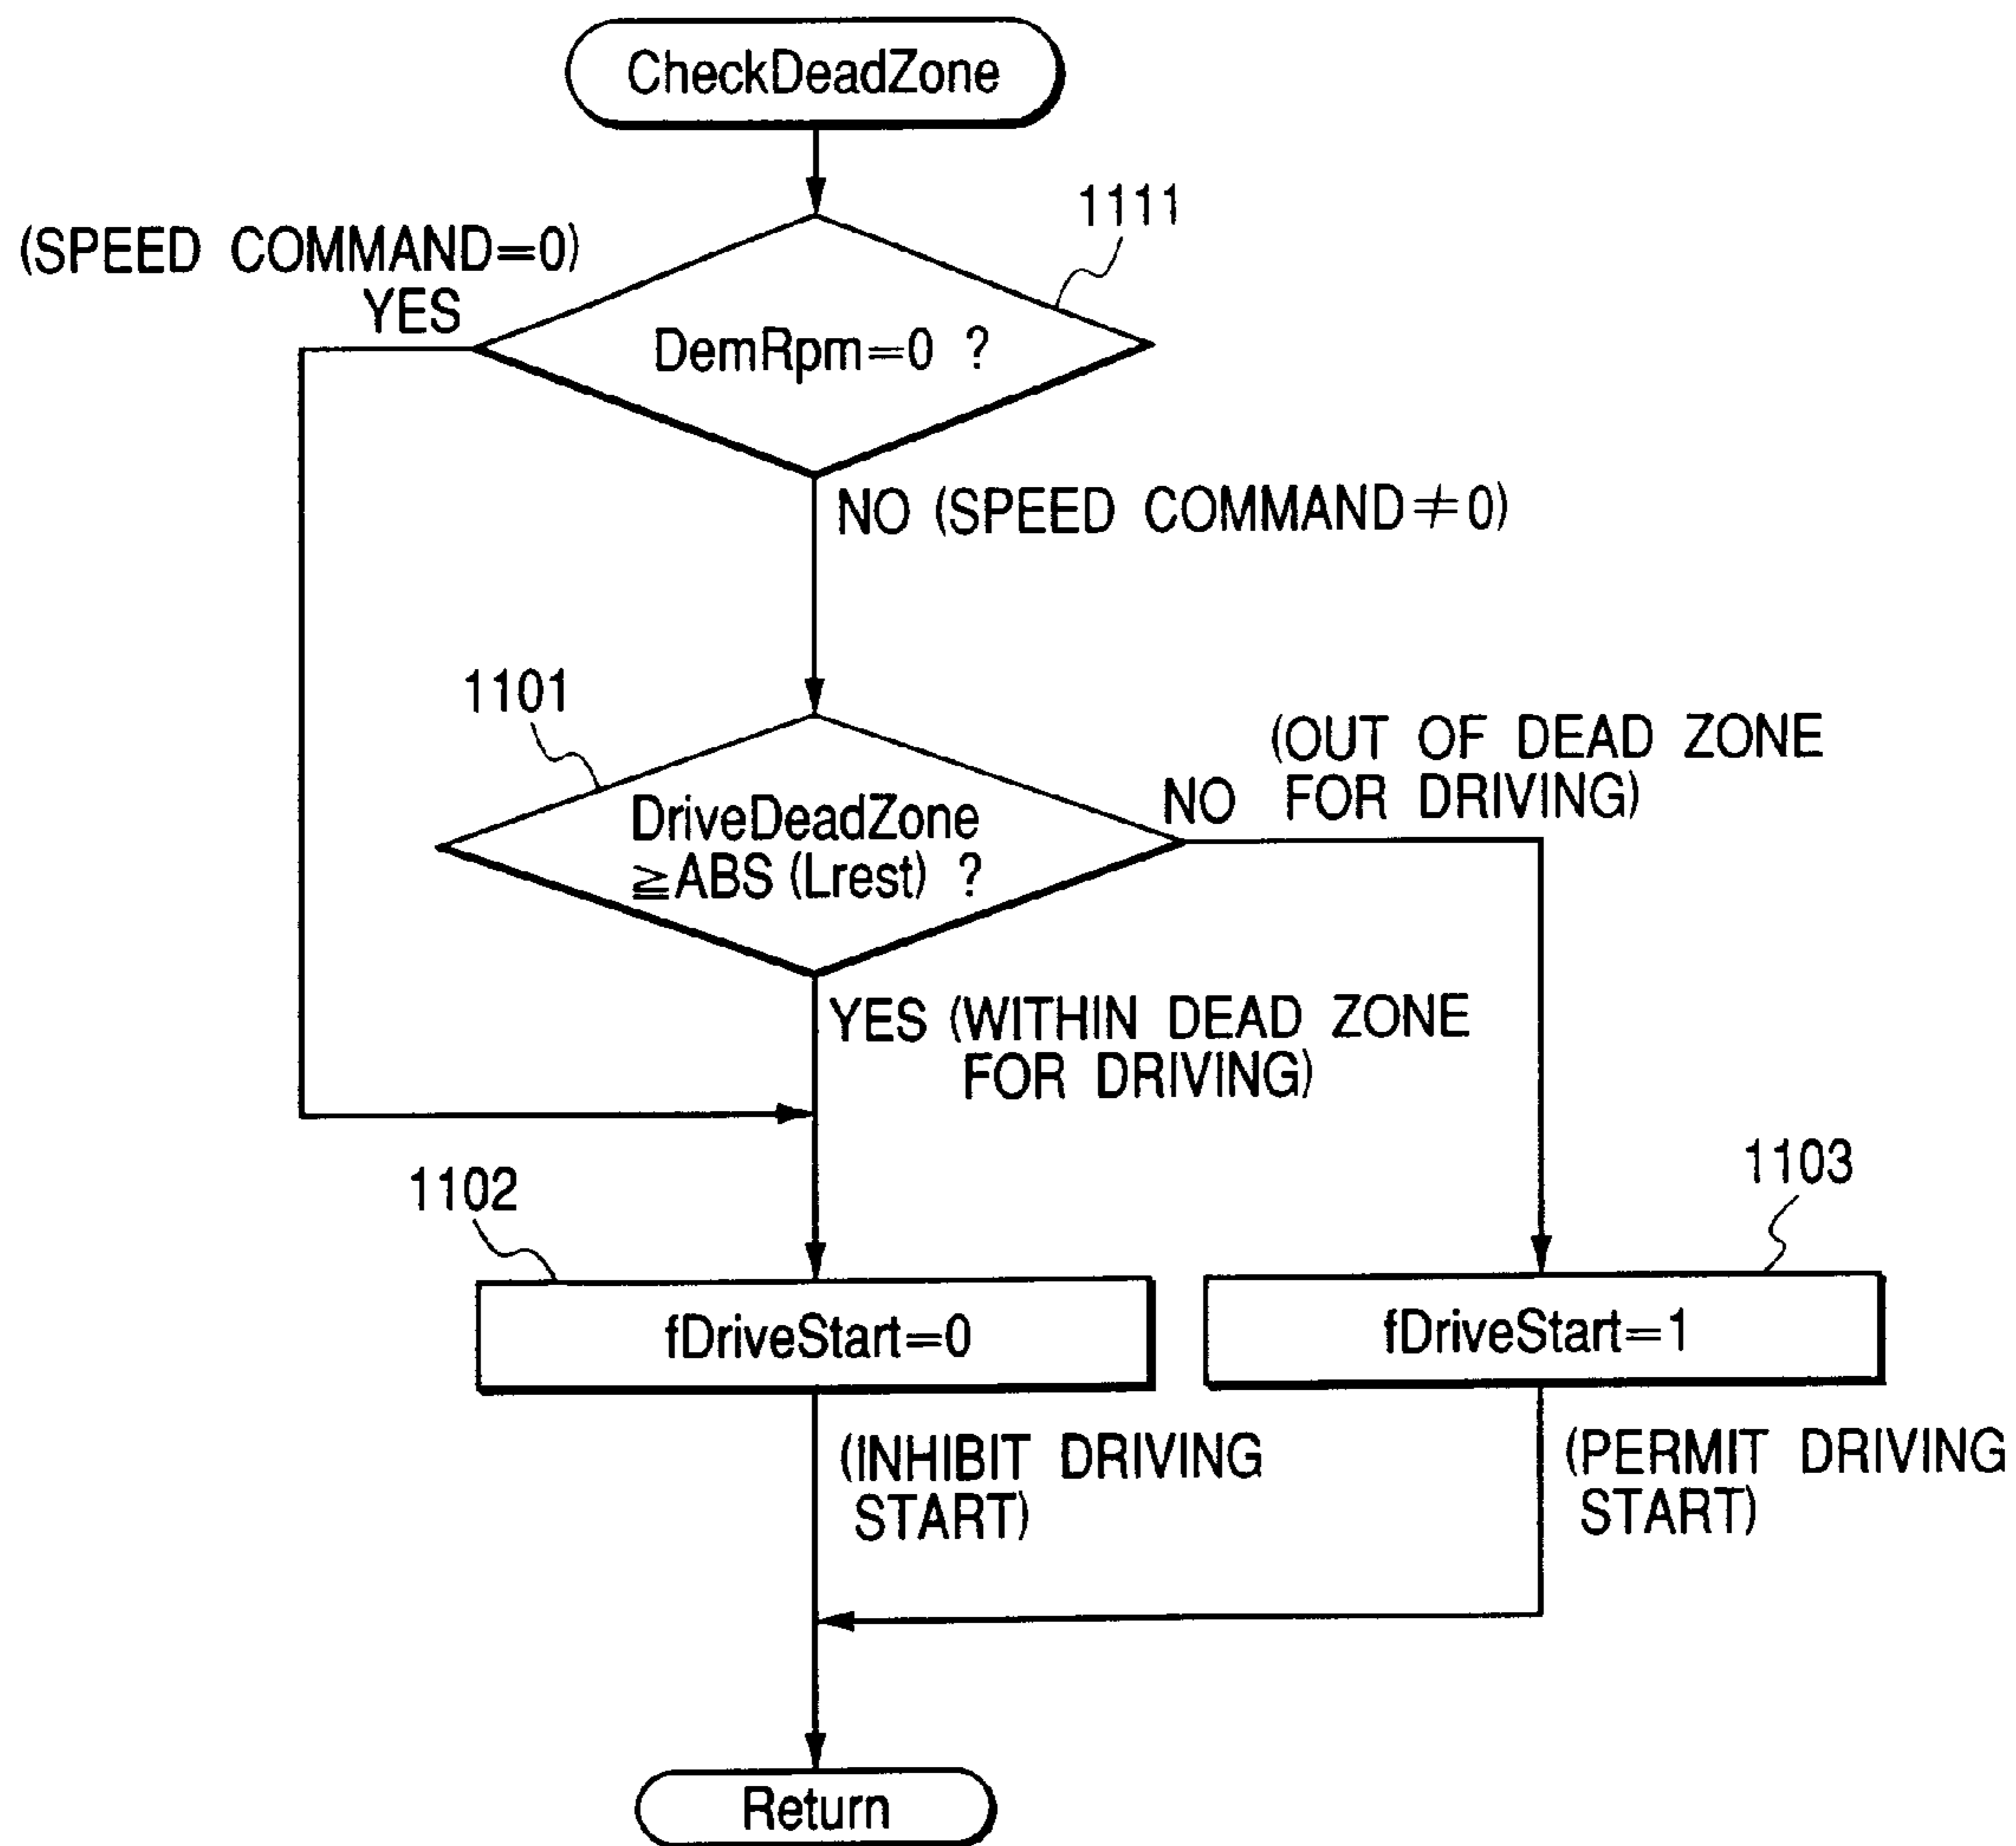 CheckDeadZone
1111
(SPEED COMMAND=0)
YES
DemRpm=0 ?
NO (SPEED COMMAND≠0)
1101
(OUT OF DEAD ZONE
NO FOR DRIVING)
DriveDeadZone
≧ABS (Lrest) ?
YES (WITHIN DEAD ZONE
FOR DRIVING)
1102
1103
fDriveStart=0
fDriveStart=1
(INHIBIT DRIVING
START)
(PERMIT DRIVING
START)
Return